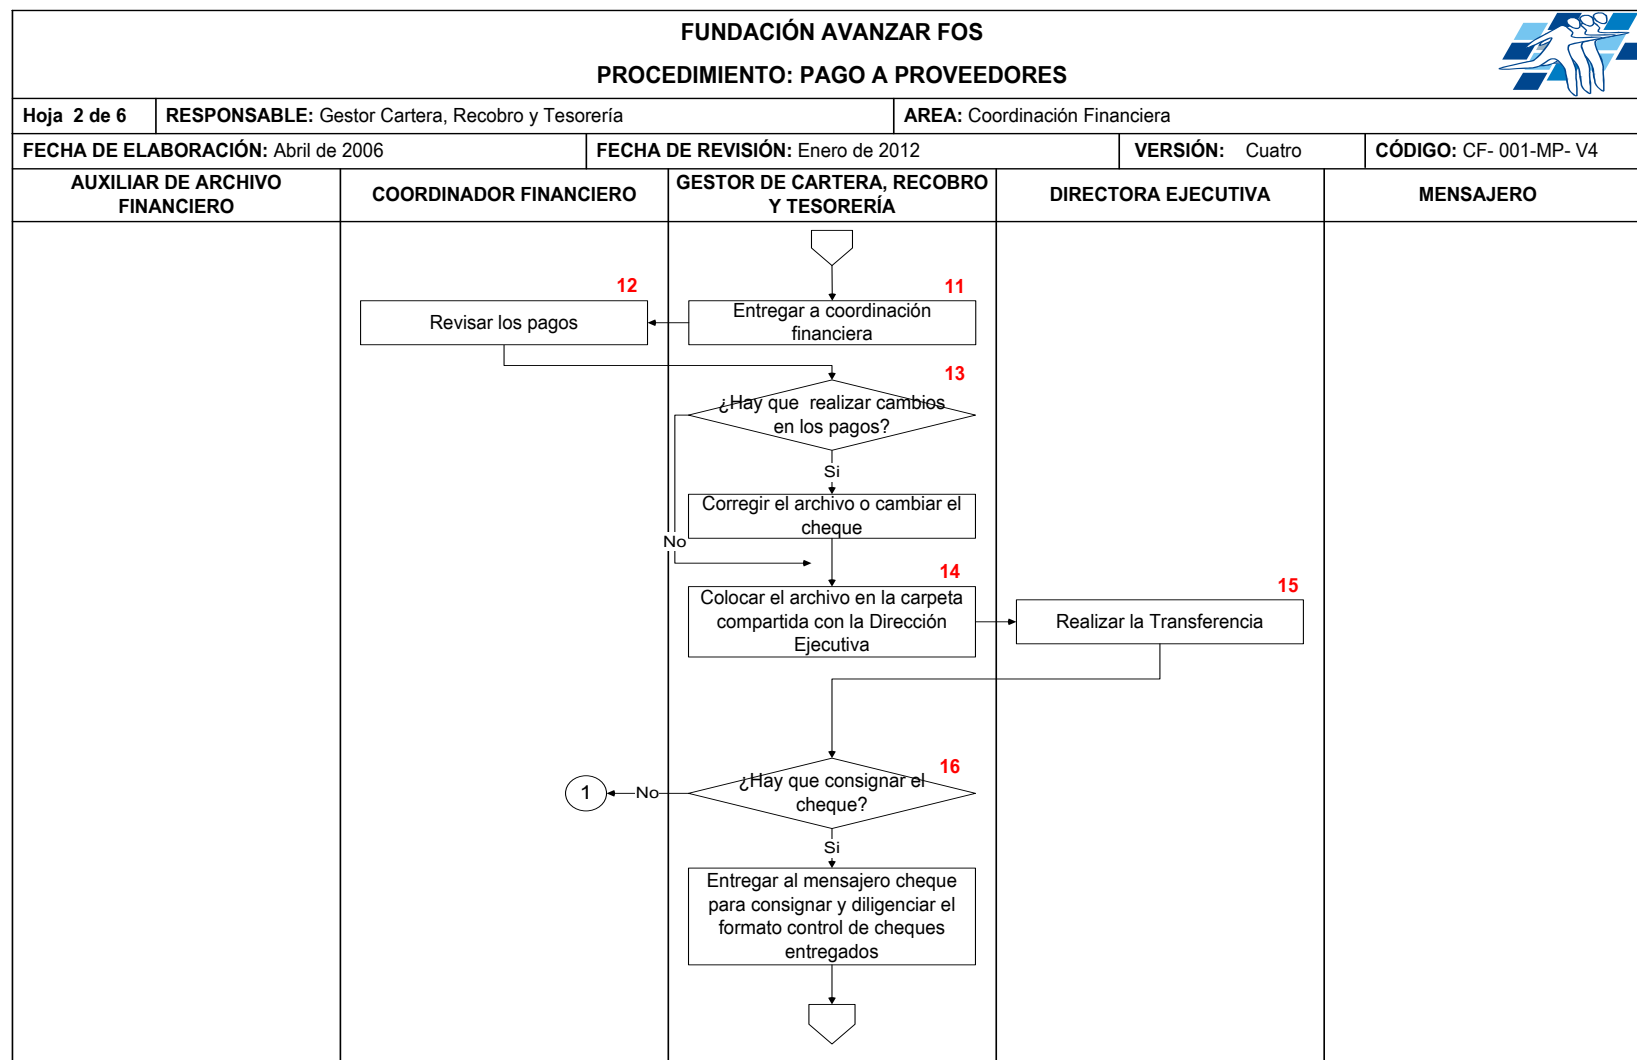 FUNDACIÓN AVANZAR FOS
PROCEDIMIENTO: PAGO A PROVEEDORES
Hoja 2 de 6
RESPONSABLE: Gestor Cartera, Recobro y Tesorería
AREA: Coordinación Financiera
FECHA DE ELABORACIÓN: Abril de 2006
FECHA DE REVISIÓN: Enero de 2012
VERSIÓN: Cuatro
CÓDIGO: CF- 001-MP- V4
AUXILIAR DE ARCHIVO
FINANCIERO
COORDINADOR FINANCIERO
GESTOR DE CARTERA, RECOBRO
Y TESORERÍA
DIRECTORA EJECUTIVA
MENSAJERO
12
Revisar los pagos
11
Entregar a coordinación
financiera
13
¿Hay que realizar cambios
en los pagos?
Si
Corregir el archivo o cambiar el
cheque
No
14
Colocar el archivo en la carpeta
compartida con la Dirección
Ejecutiva
15
Realizar la Transferencia
16
¿Hay que consignar el
cheque?
No
1
Si
Entregar al mensajero cheque
para consignar y diligenciar el
formato control de cheques
entregados